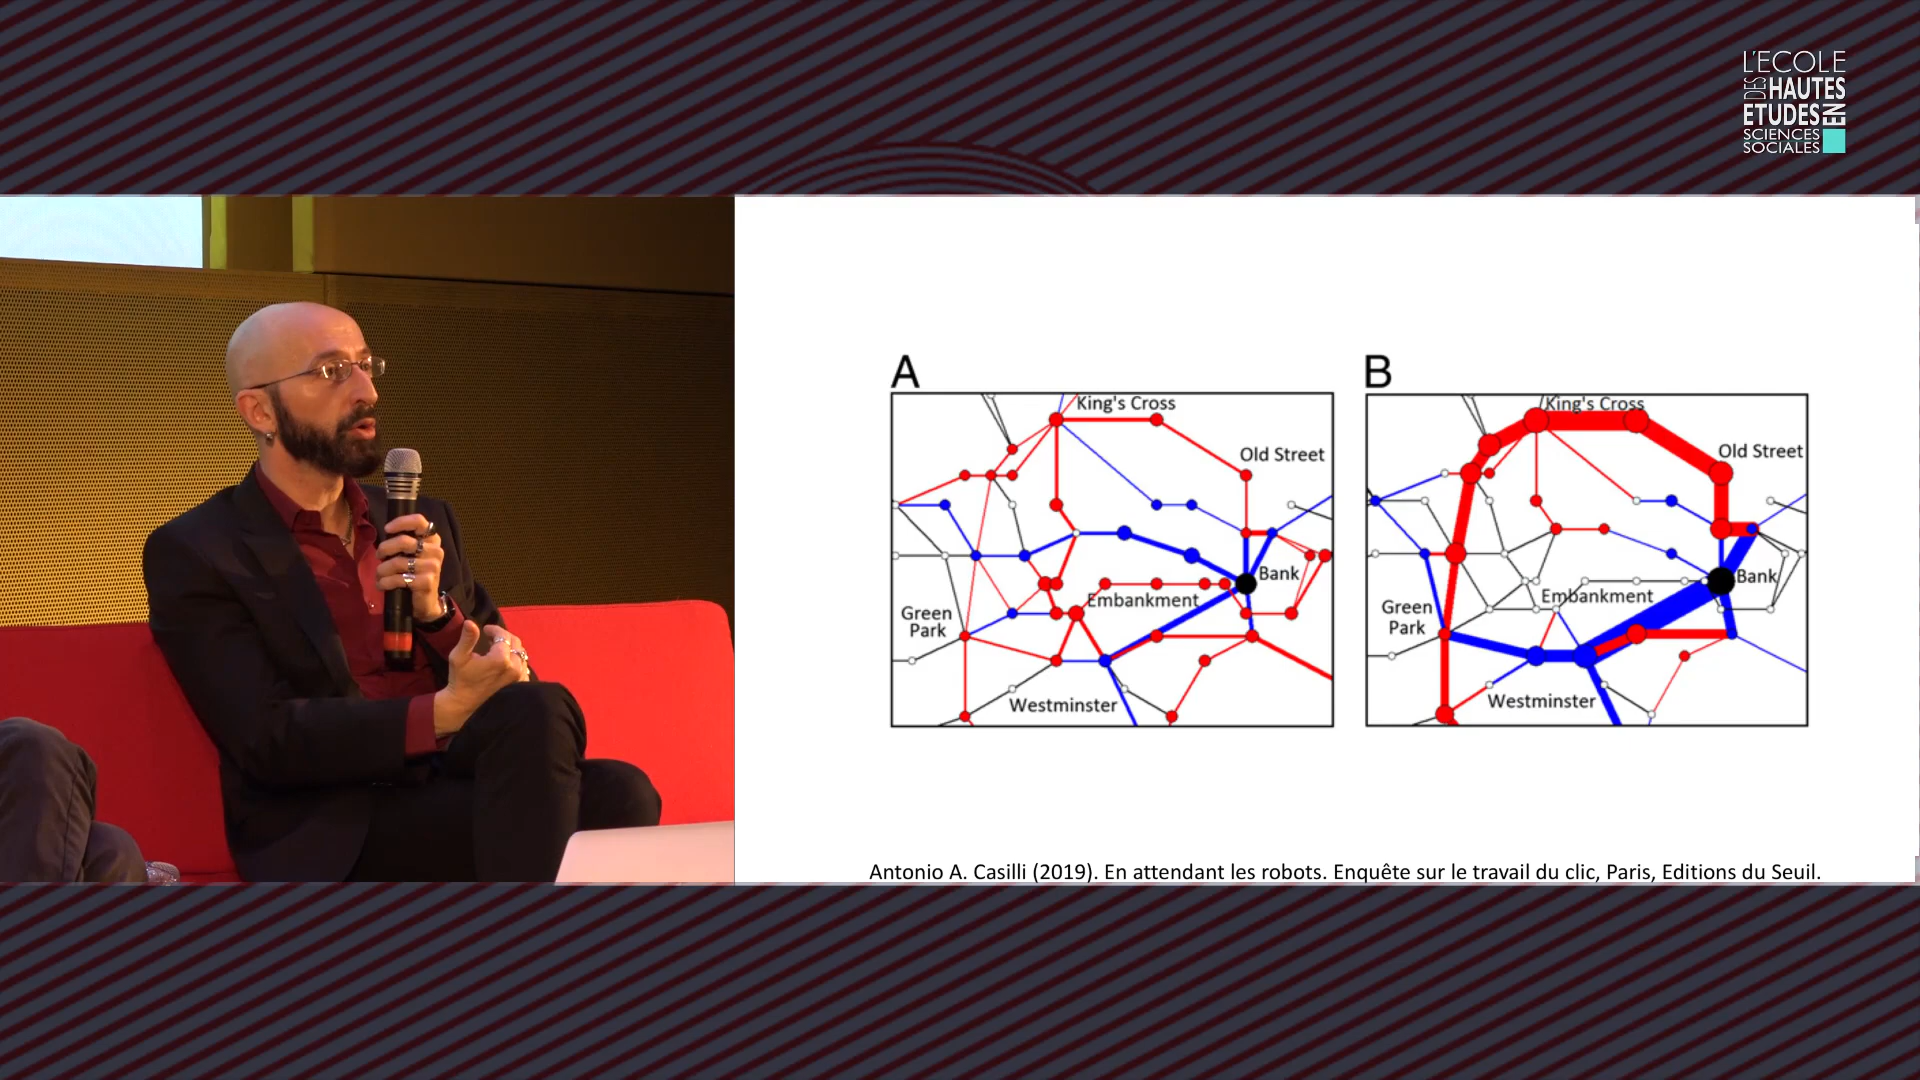 L'ECOLE
DES HAUTES
ETUDES EN
SCIENCES
SOCIALES
A
King's Cross
Old Street
Bank
Embankment
Green
Park
Westminster
B
King's Cross
Old Street
Bank
Embankment
Green
Park
Westminster
Antonio A. Casilli (2019). En attendant les robots. Enquête sur le travail du clic, Paris, Editions du Seuil.